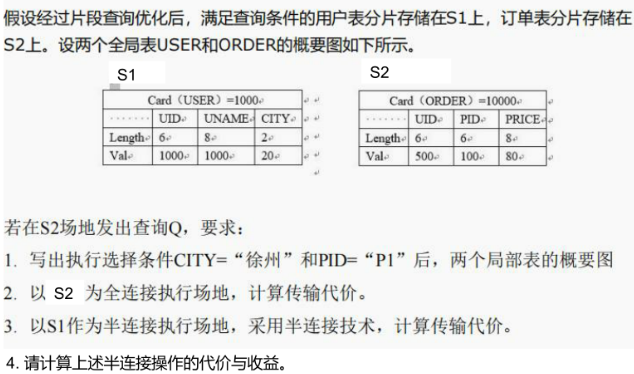 假设经过片段查询优化后，满足查询条件的用户表分片存储在S1上，订单表分片存储在
S2上。设两个全局表USER和ORDER的概要图如下所示。
S1
Card（USER）=1000
....... UID UNAME CITY
Length 6 8 2
Val 1000 1000 20
S2
Card（ORDER）=10000
....... UID PID PRICE
Length 6 6 8
Val 500 100 80
若在S2场地发出查询Q，要求：
1. 写出执行选择条件CITY=“徐州”和PID=“P1”后，两个局部表的概要图
2. 以 S2 为全连接执行场地，计算传输代价。
3. 以S1作为半连接执行场地，采用半连接技术，计算传输代价。
4. 请计算上述半连接操作的代价与收益。